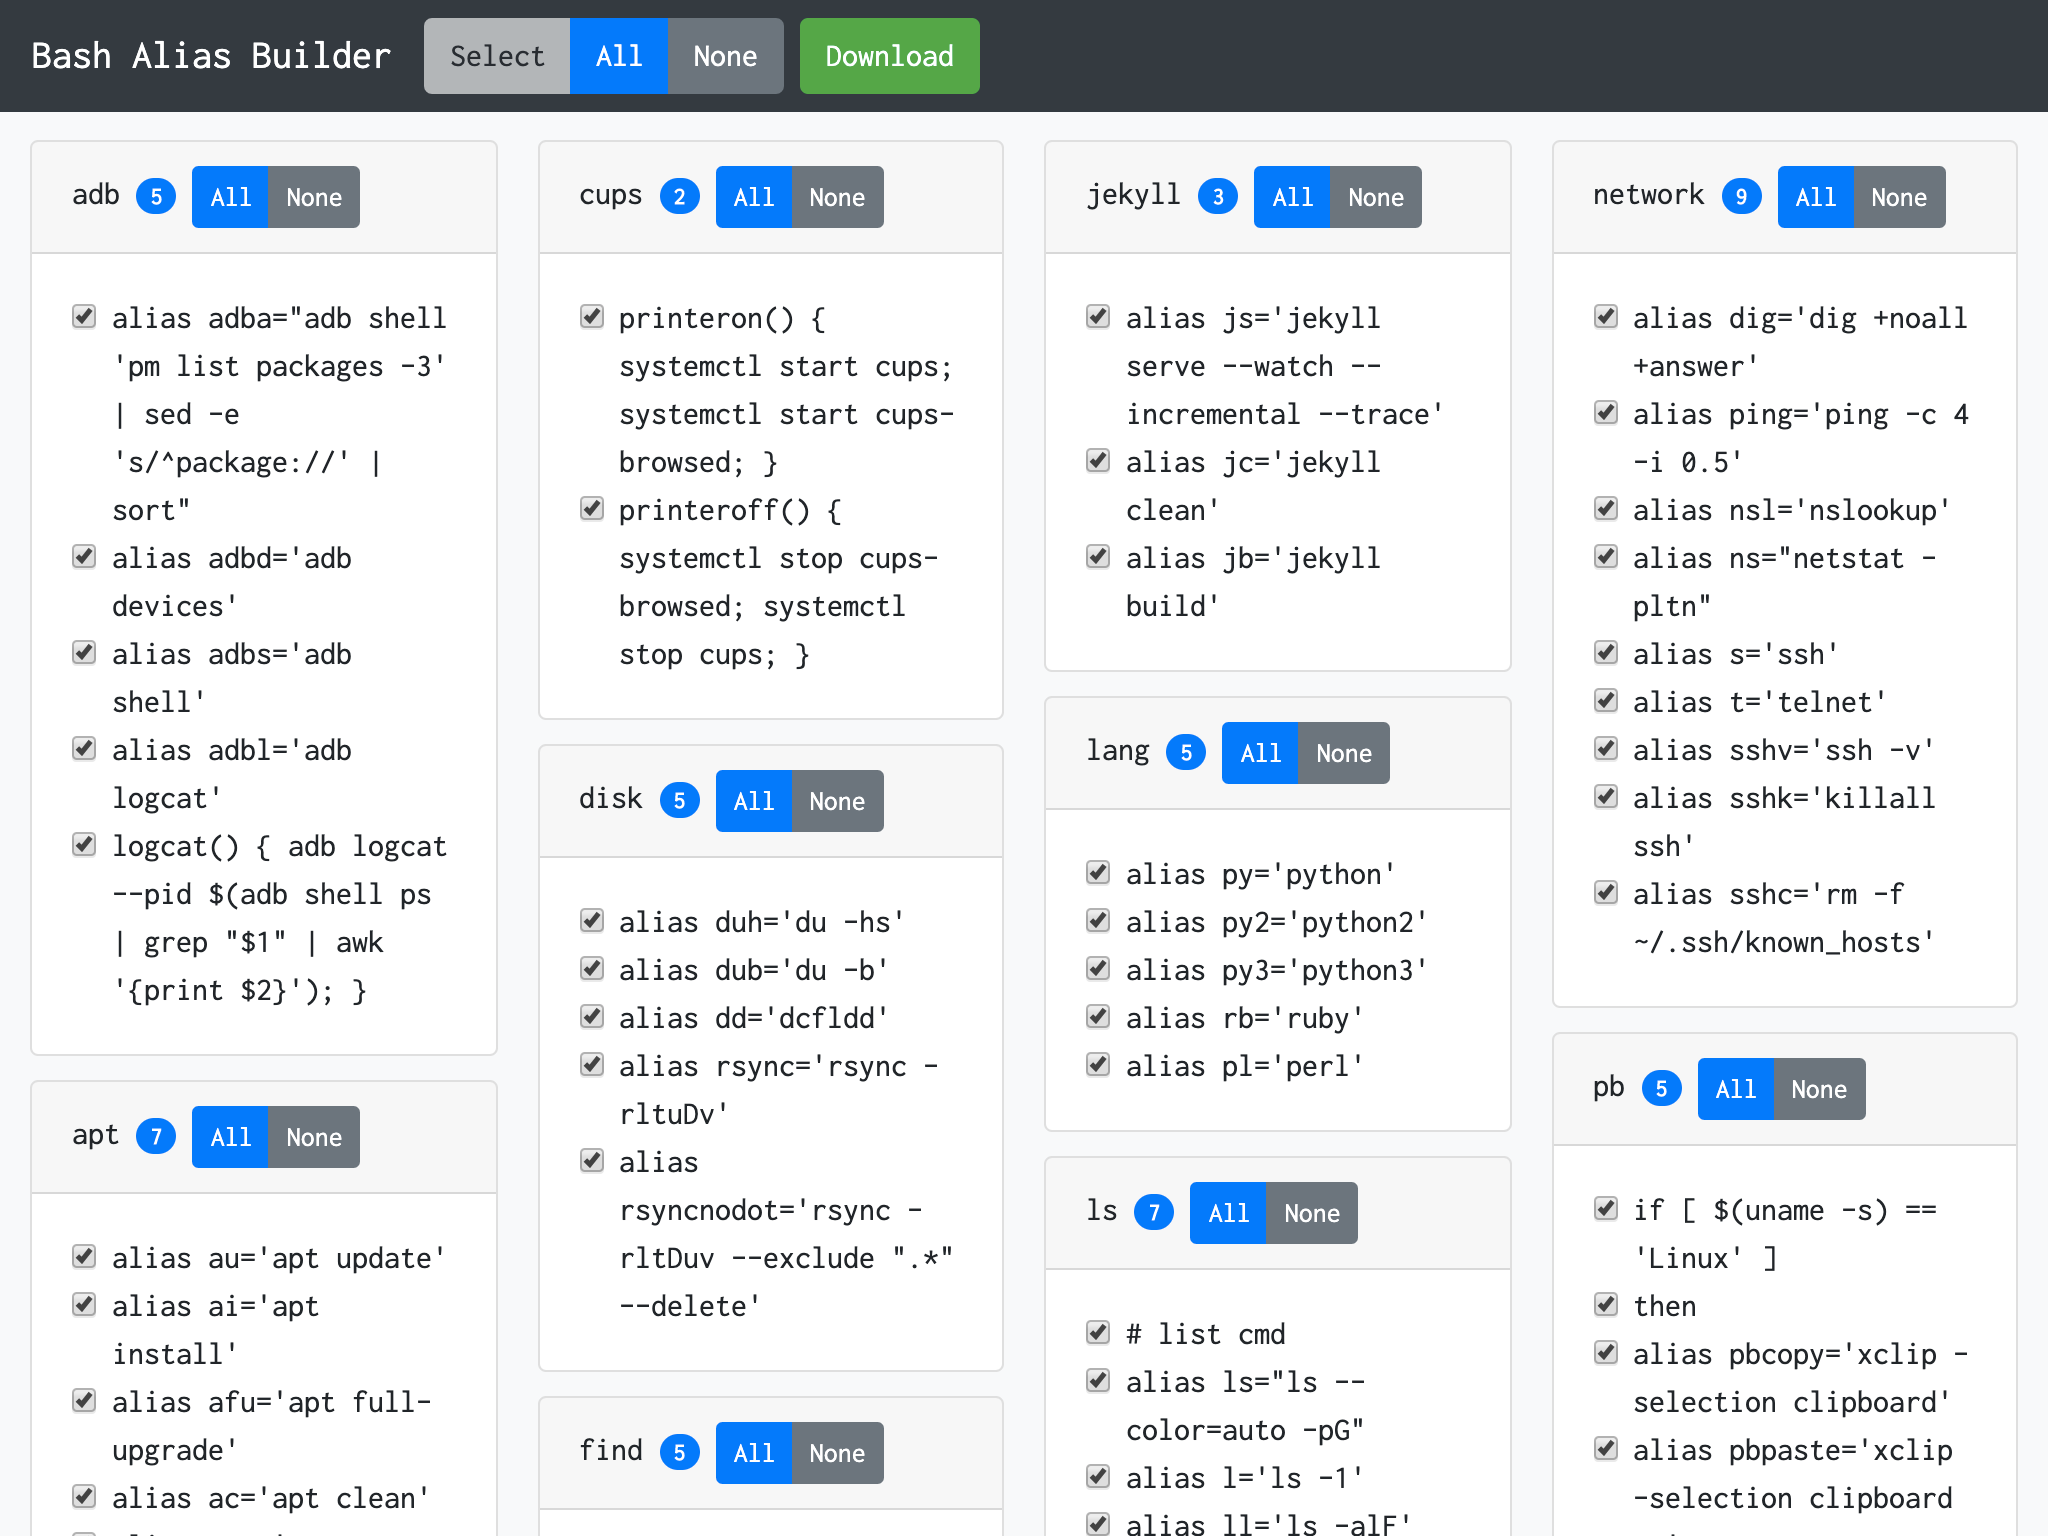 Bash Alias Builder
Select All None
Download
adb 5 All None
alias adba="adb shell
'pm list packages -3'
| sed -e
's/^package://' |
sort"
alias adbd='adb
devices'
alias adbs='adb
shell'
alias adbl='adb
logcat'
logcat() { adb logcat
--pid $(adb shell ps
| grep "$1" | awk
'{print $2}'); }
apt 7 All None
alias au='apt update'
alias ai='apt
install'
alias afu='apt full-
upgrade'
alias ac='apt clean'
cups 2 All None
printeron() {
systemctl start cups;
systemctl start cups-
browsed; }
printeroff() {
systemctl stop cups-
browsed; systemctl
stop cups; }
disk 5 All None
alias duh='du -hs'
alias dub='du -b'
alias dd='dcfldd'
alias rsync='rsync -
rltuDv'
alias
rsyncnodot='rsync -
rltDuv --exclude ".*"
--delete'
find 5 All None
jekyll 3 All None
alias js='jekyll
serve --watch --
incremental --trace'
alias jc='jekyll
clean'
alias jb='jekyll
build'
lang 5 All None
alias py='python'
alias py2='python2'
alias py3='python3'
alias rb='ruby'
alias pl='perl'
ls 7 All None
# list cmd
alias ls="ls --
color=auto -pG"
alias l='ls -1'
alias ll='ls -alF'
network 9 All None
alias dig='dig +noall
+answer'
alias ping='ping -c 4
-i 0.5'
alias nsl='nslookup'
alias ns="netstat -
pltn"
alias s='ssh'
alias t='telnet'
alias sshv='ssh -v'
alias sshk='killall
ssh'
alias sshc='rm -f
~/.ssh/known_hosts'
pb 5 All None
if [ $(uname -s) ==
'Linux' ]
then
alias pbcopy='xclip -
selection clipboard'
alias pbpaste='xclip
-selection clipboard